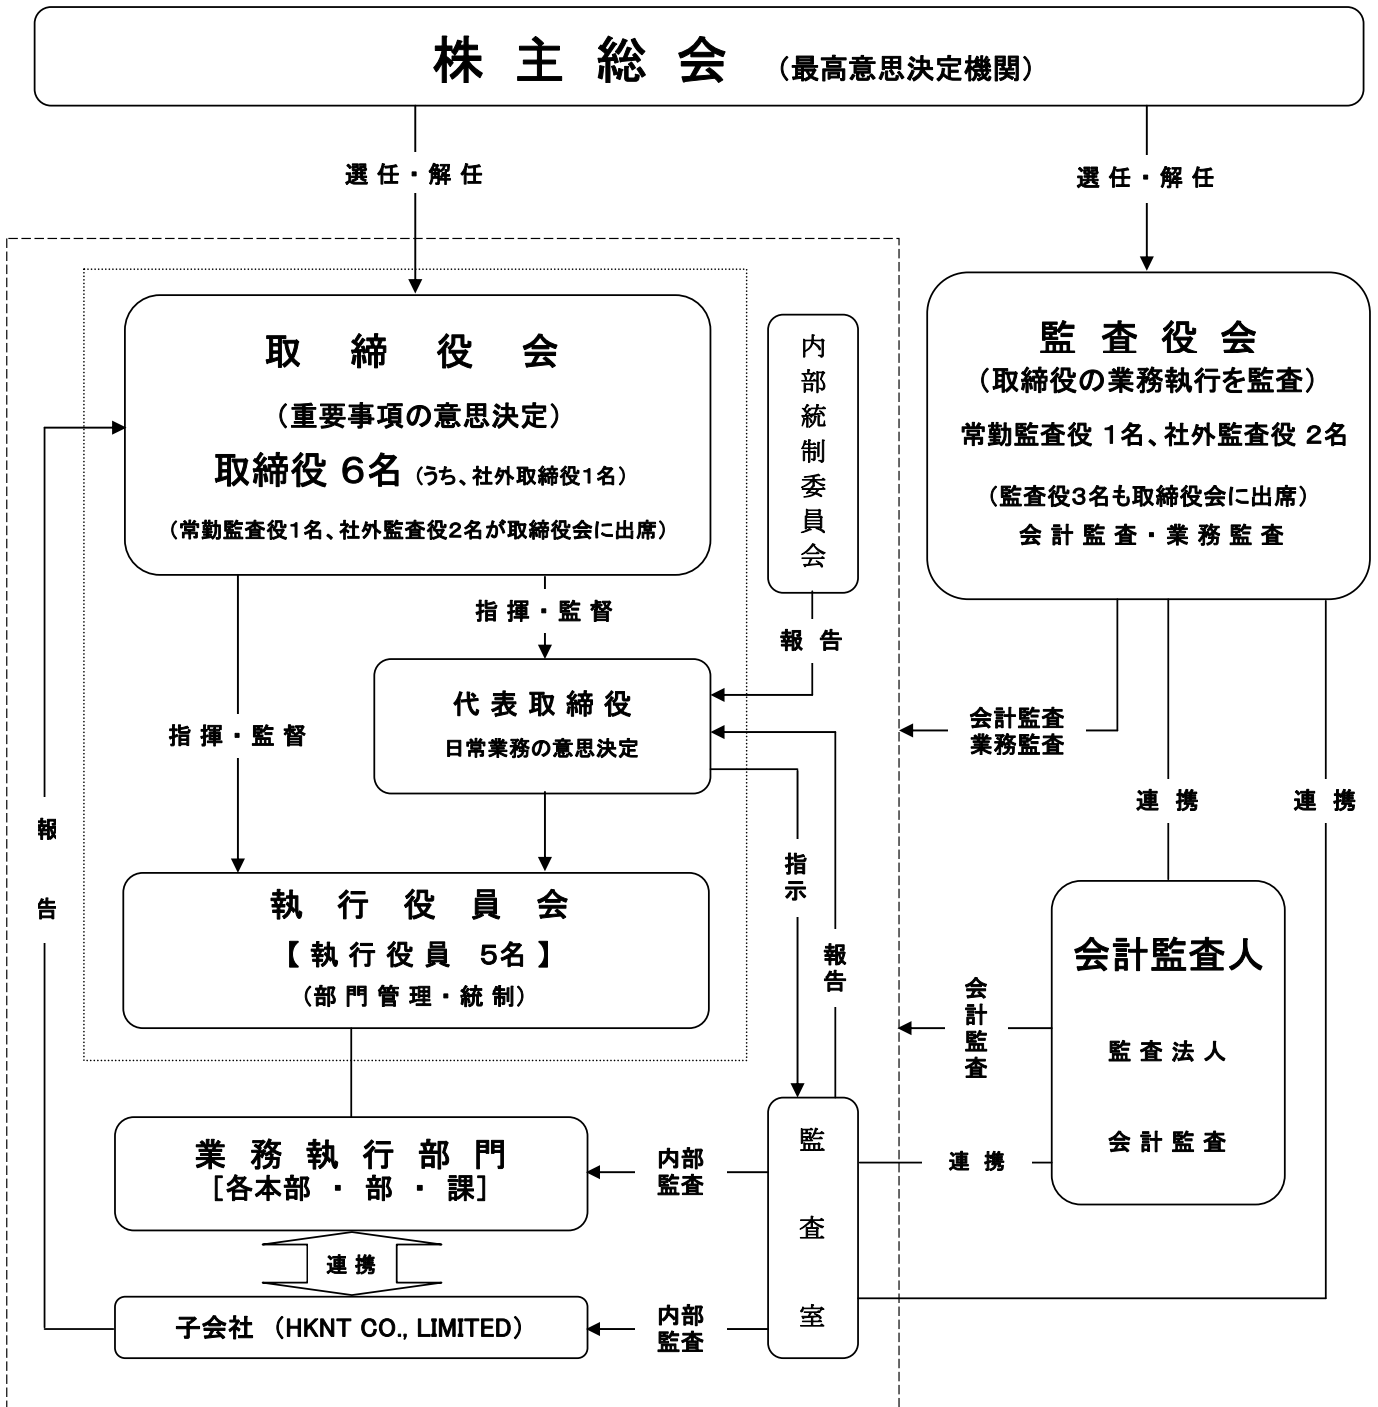 株主総会 （最高意思決定機関）
選任・解任
選任・解任
取締役会
（重要事項の意思決定）
取締役 6名 （うち、社外取締役1名）
（常勤監査役1名、社外監査役2名が取締役会に出席）
内部統制委員会
監査役会
（取締役の業務執行を監査）
常勤監査役 1名、社外監査役 2名
（監査役3名も取締役会に出席）
会計監査・業務監査
指揮・監督
報告
代表取締役
日常業務の意思決定
指揮・監督
会計監査
業務監査
連携
連携
報告
指示
執行役員会
【執行役員 5名】
（部門管理・統制）
報告
会計監査
会計監査人
監査法人
会計監査
業務執行部門
［各本部 ・ 部 ・ 課］
内部
監査
監査室
連携
連携
子会社 （HKNT CO., LIMITED）
内部
監査